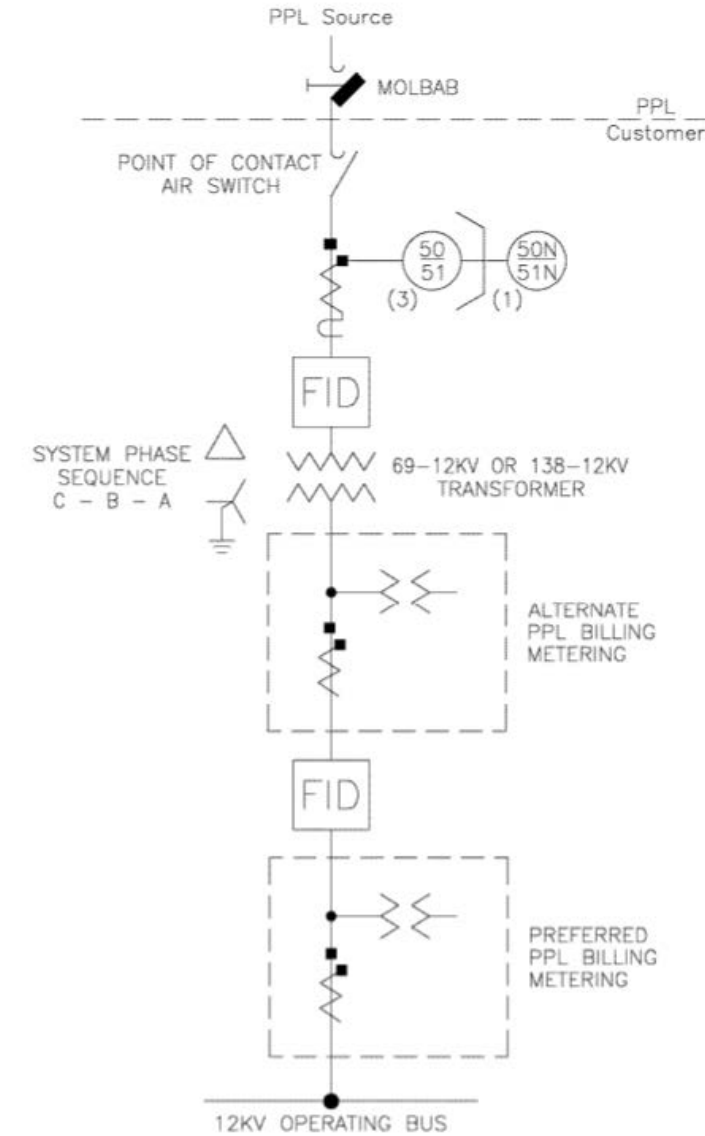 PPL Source
MOLBAB
PPL
Customer
POINT OF CONTACT
AIR SWITCH
50
51
(3)
50N
51N
(1)
FID
SYSTEM PHASE
SEQUENCE
C - B - A
69-12KV OR 138-12KV
TRANSFORMER
ALTERNATE
PPL BILLING
METERING
FID
PREFERRED
PPL BILLING
METERING
12KV OPERATING BUS